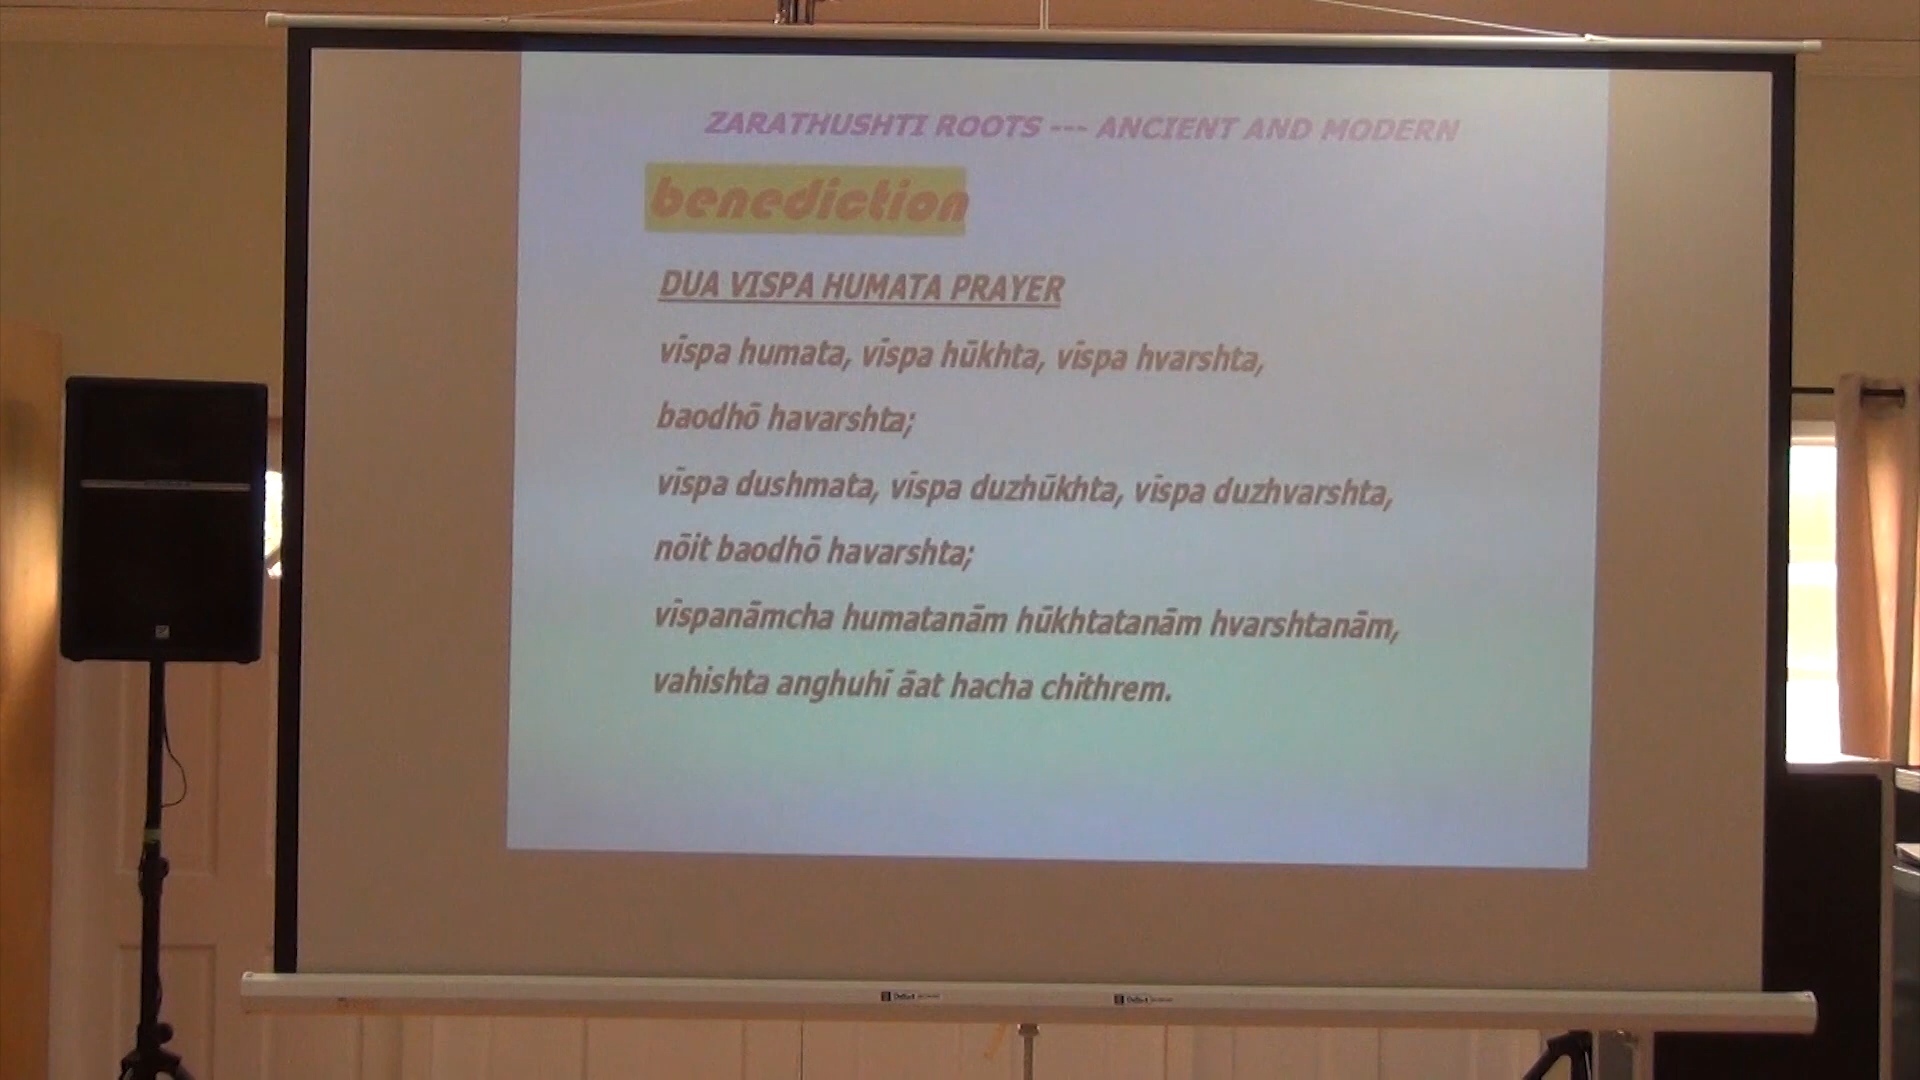 ZARATHUSHTI ROOTS --- ANCIENT AND MODERN
benediction
DUA VISPA HUMATA PRAYER
vīspa humata, vīspa hūkhta, vīspa hvarshta,
baodhō havarshta;
vīspa dushmata, vīspa duzhūkhta, vīspa duzhvarshta,
nōit baodhō havarshta;
vīspanāmcha humatanām hūkhtatanām hvarshtanām,
vahishta anghuhī āat hacha chithrem.